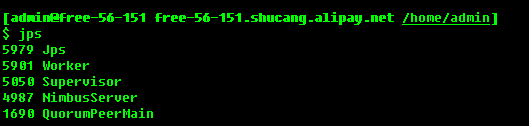 [admin@free-56-151 free-56-151.shucang.alipay.net /home/admin]
$ jps
5979 Jps
5901 Worker
5050 Supervisor
4987 NimbusServer
1690 QuorumPeerMain